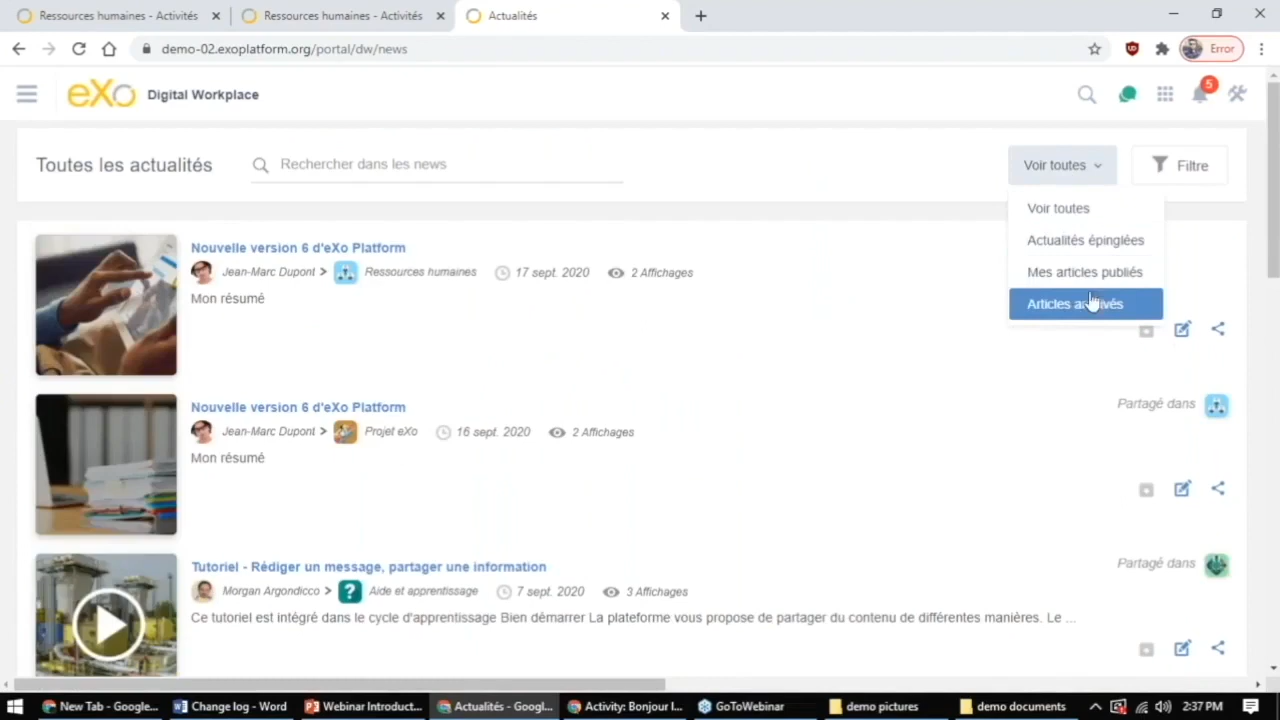 Ressources humaines - Activités
Ressources humaines - Activités
Actualités
demo-02.exoplatform.org/portal/dw/news
Error
eXo
Digital Workplace
5
Toutes les actualités
Rechercher dans les news
Voir toutes
Filtre
Voir toutes
Actualités épinglées
Mes articles publiés
Articles
Nouvelle version 6 d'eXo Platform
Jean-Marc Dupont > Ressources humaines 17 sept. 2020 2 Affichages
Mon résumé
Nouvelle version 6 d'eXo Platform
Partagé dans
Jean-Marc Dupont > Projet eXo 16 sept. 2020 2 Affichages
Mon résumé
Tutoriel - Rédiger un message, partager une information
Partagé dans
Morgan Argondicco > ? Aide et apprentissage 7 sept. 2020 3 Affichages
Ce tutoriel est intégré dans le cycle d'apprentissage Bien démarrer La plateforme vous propose de partager du contenu de différentes manières. Le ...
New Tab - Google...
Change log - Word
Webinar Introduct...
Actualités - Googl...
Activity: Bonjour l...
GoToWebinar
demo pictures
demo documents
2:37 PM